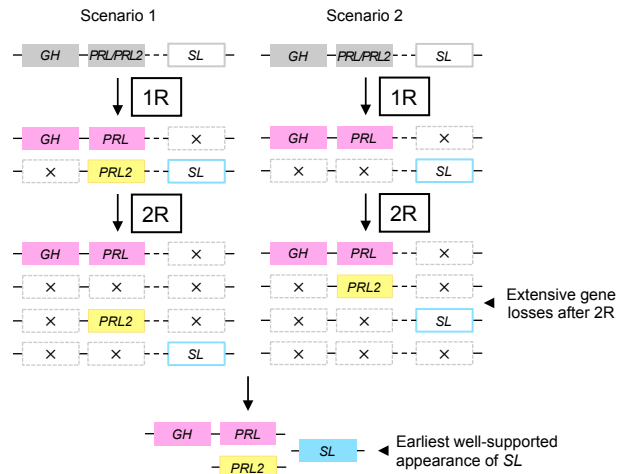 Scenario 1
Scenario 2
GH PRL/PRL2 SL
GH PRL/PRL2 SL
1R
1R
GH PRL ×
GH PRL ×
× PRL2 SL
× × SL
2R
2R
GH PRL ×
GH PRL ×
× × ×
× PRL2 ×
× PRL2 ×
× × SL
× × SL
× × ×
Extensive gene
losses after 2R
GH PRL
SL
PRL2
Earliest well-supported
appearance of SL